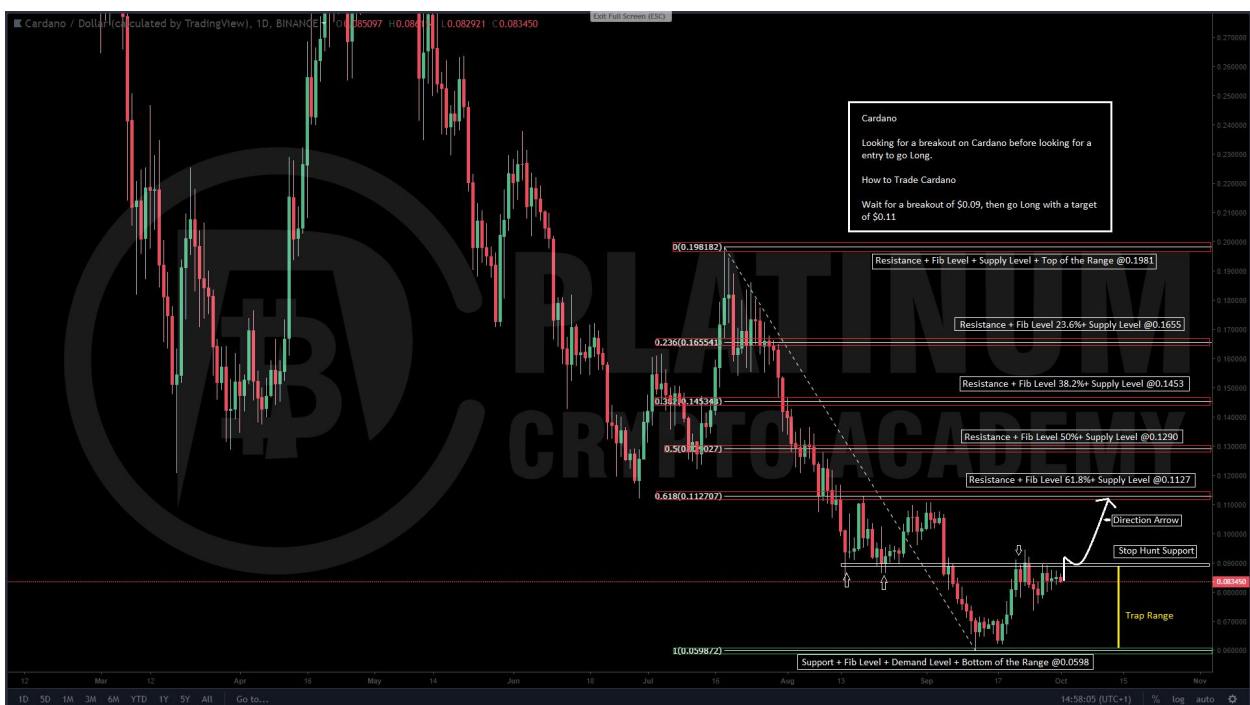 Cardano / Dollar (calculated by TradingView), 1D, BINANCE
H0.08 L0.082921 C0.083450
Exit Full Screen (ESC)
Cardano
Looking for a breakout on Cardano before looking for a
entry to go Long.
How to Trade Cardano
Wait for a breakout of $0.09, then go Long with a target
of $0.11
0(0.198182)
Resistance + Fib Level + Supply Level + Top of the Range @0.1981
Resistance + Fib Level 23.6%+ Supply Level @0.1655
0.236(0.165541)
Resistance + Fib Level 38.2%+ Supply Level @0.1453
Resistance + Fib Level 50%+ Supply Level @0.1290
Resistance + Fib Level 61.8%+ Supply Level @0.1127
0.618(0.112707)
Direction Arrow
Stop Hunt Support
Trap Range
1(0.059872)
Support + Fib Level + Demand Level + Bottom of the Range @0.0598
PLATINUM
CRYPTO ACADEMY
0.270000
0.260000
0.250000
0.240000
0.230000
0.220000
0.210000
0.200000
0.190000
0.180000
0.170000
0.160000
0.150000
0.140000
0.130000
0.120000
0.110000
0.100000
0.090000
0.083450
0.080000
0.070000
0.060000
12 Mar 12 Apr 16 May 14 Jun 18 Jul 16 Aug 13 Sep 17 Oct 15 Nov
1D 5D 1M 3M 6M YTD 1Y 5Y All Go to... 14:58:05 (UTC+1) % log auto